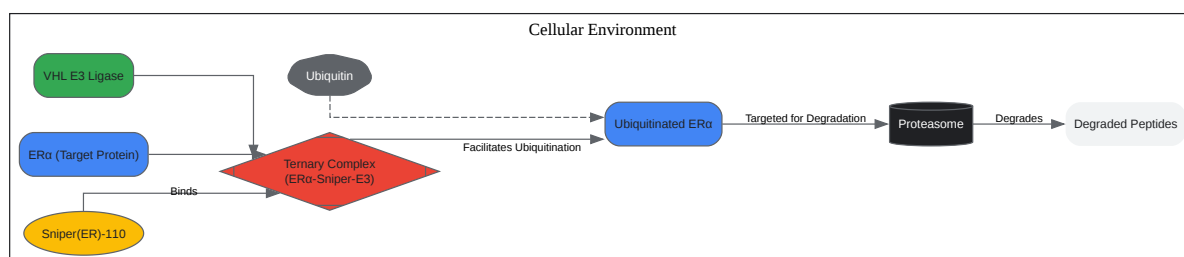 Cellular Environment
VHL E3 Ligase
Ubiquitin
ERα (Target Protein)
Ternary Complex
(ERα-Sniper-E3)
Binds
Sniper(ER)-110
Facilitates Ubiquitination
Ubiquitinated ERα
Targeted for Degradation
Proteasome
Degrades
Degraded Peptides